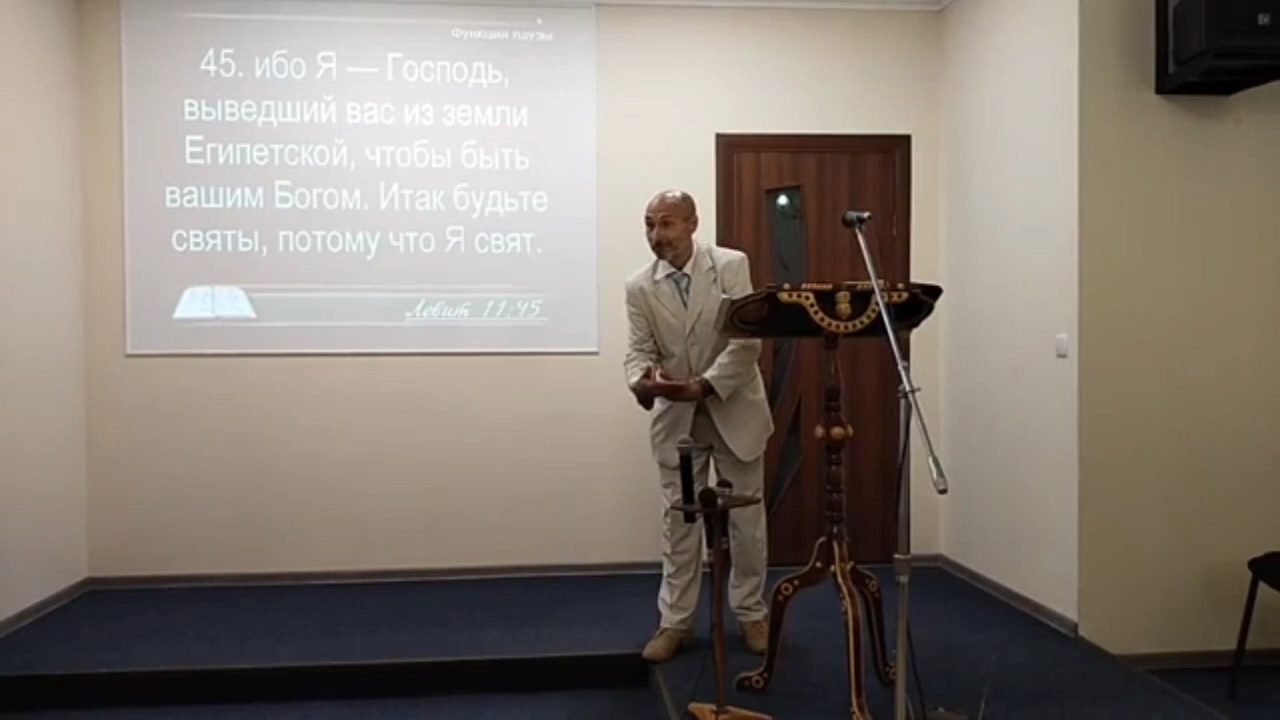 Функция паузы
45. ибо Я — Господь,
выведший вас из земли
Египетской, чтобы быть
вашим Богом. Итак будьте
святы, потому что Я свят.
Левит 11:45